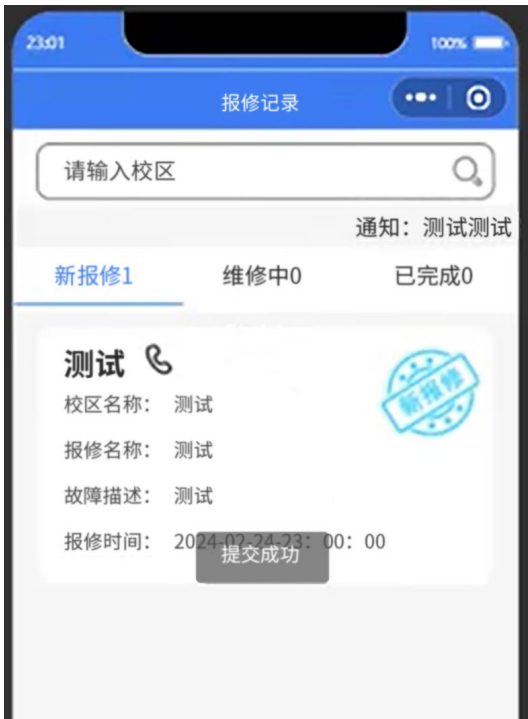 23:01
100%
报修记录
请输入校区
通知：测试测试
新报修1
维修中0
已完成0
测试
新报修
校区名称： 测试
报修名称： 测试
故障描述： 测试
报修时间： 2024-02-24-23：00：00
提交成功